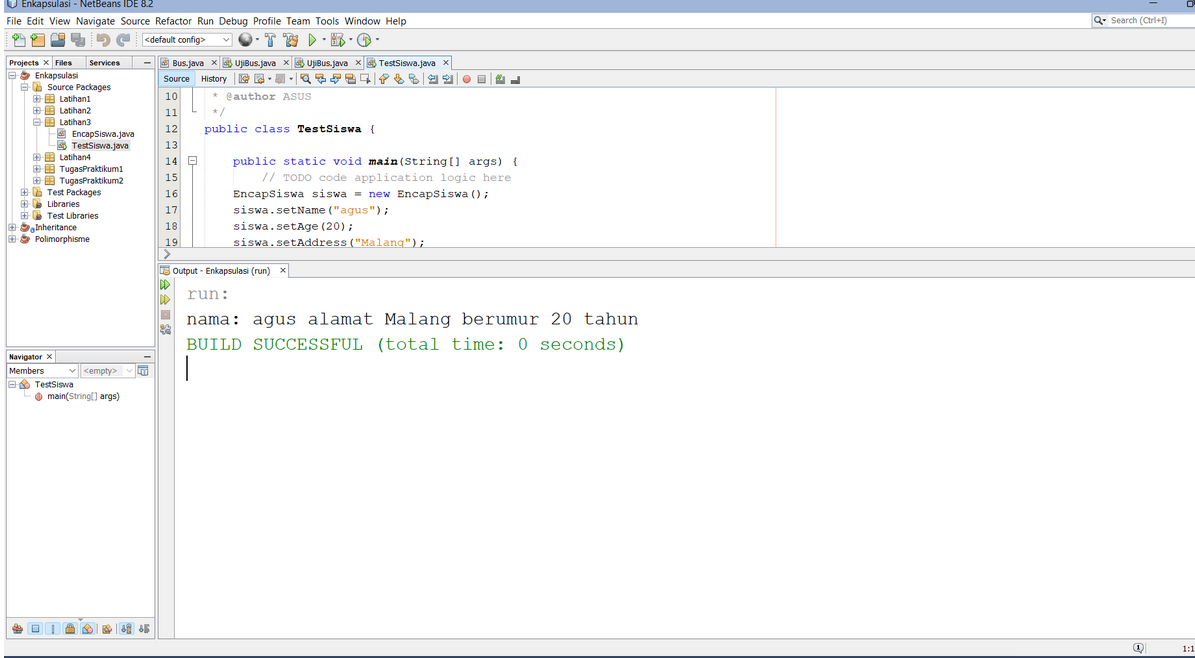 Enkapsulasi - NetBeans IDE 8.2
File Edit View Navigate Source Refactor Run Debug Profile Team Tools Window Help
Search (Ctrl+I)
<default config>
Projects Files Services
Enkapsulasi
Source Packages
Latihan1
Latihan2
Latihan3
EncapSiswa.java
TestSiswa.java
Latihan4
TugasPraktikum1
TugasPraktikum2
Test Packages
Libraries
Test Libraries
Inheritance
Polimorphisme
Navigator
Members <empty>
TestSiswa
main(String[] args)
Bus.java UjiBus.java UjiBus.java TestSiswa.java
Source History
10 * @author ASUS
11 */
12 public class TestSiswa {
13
14 public static void main(String[] args) {
15 // TODO code application logic here
16 EncapSiswa siswa = new EncapSiswa();
17 siswa.setName("agus");
18 siswa.setAge(20);
19 siswa.setAddress("Malang");
Output - Enkapsulasi (run)
run:
nama: agus alamat Malang berumur 20 tahun
BUILD SUCCESSFUL (total time: 0 seconds)
1:1